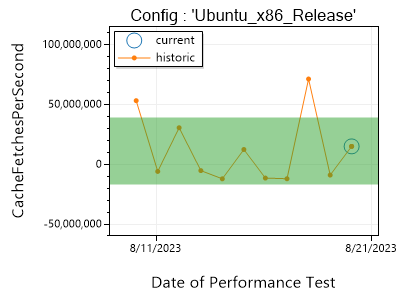 Config : 'Ubuntu_x86_Release'
100,000,000
50,000,000
0
-50,000,000
CacheFetchesPerSecond
current
historic
8/11/2023
8/21/2023
Date of Performance Test